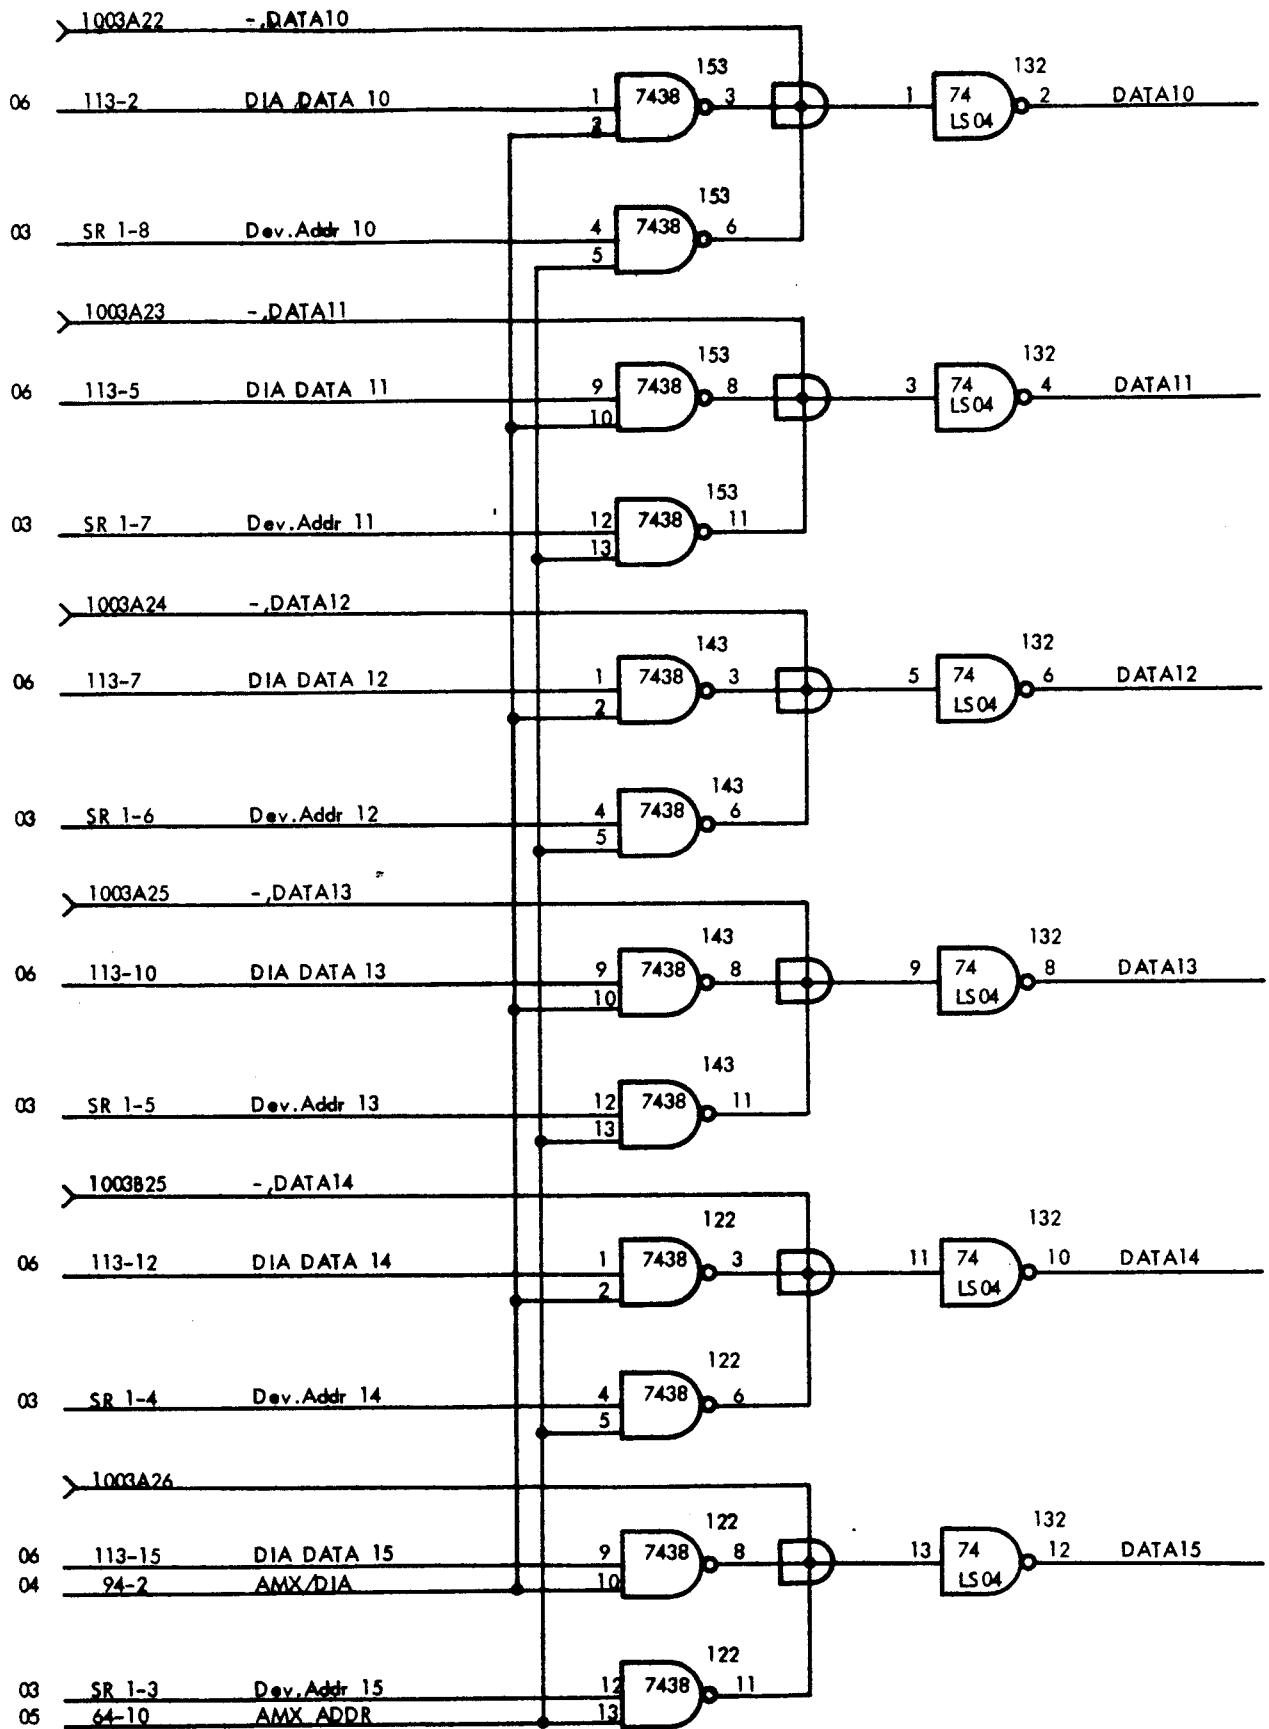 1003A22 -,DATA10
153 132
06 113-2 DIA,DATA 10 1 7438 3 1 74 2 DATA10
2 LS04
153
03 SR 1-8 Dev.Addr 10 4 7438 6
5
1003A23 -,DATA11
153 132
06 113-5 DIA DATA 11 9 7438 8 3 74 4 DATA11
10 LS04
153
03 SR 1-7 Dev.Addr 11 12 7438 11
13
1003A24 -,DATA12
143 132
06 113-7 DIA DATA 12 1 7438 3 5 74 6 DATA12
2 LS04
143
03 SR 1-6 Dev.Addr 12 4 7438 6
5
1003A25 -,DATA13
143 132
06 113-10 DIA DATA 13 9 7438 8 9 74 8 DATA13
10 LS04
143
03 SR 1-5 Dev.Addr 13 12 7438 11
13
1003B25 -,DATA14
122 132
06 113-12 DIA DATA 14 1 7438 3 11 74 10 DATA14
2 LS04
122
03 SR 1-4 Dev.Addr 14 4 7438 6
5
1003A26
122 132
06 113-15 DIA DATA 15 9 7438 8 13 74 12 DATA15
04 94-2 AMX/DIA 10 LS04
122
03 SR 1-3 Dev.Addr 15 12 7438 11
05 64-10 AMX ADDR 13